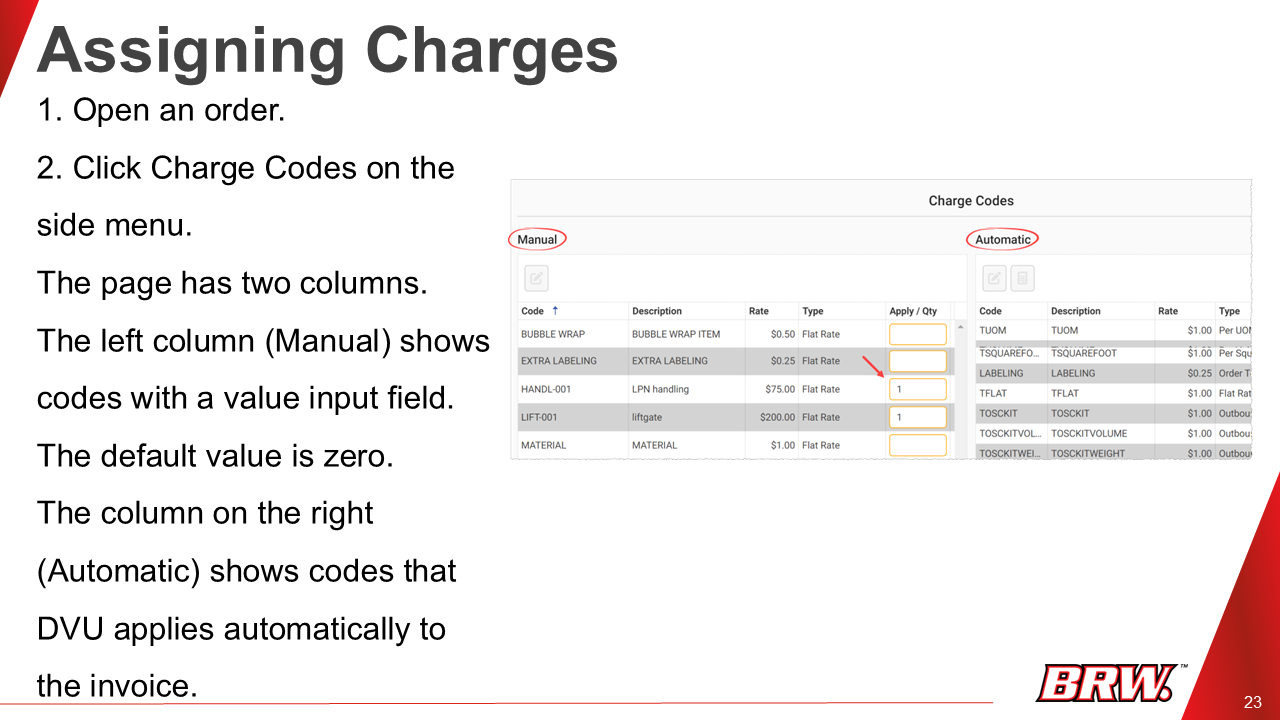 Assigning Charges
1. Open an order.
2. Click Charge Codes on the
side menu.
The page has two columns.
The left column (Manual) shows
codes with a value input field.
The default value is zero.
The column on the right
(Automatic) shows codes that
DVU applies automatically to
the invoice.
Charge Codes
Manual
Code ↑ Description Rate Type Apply / Qty
BUBBLE WRAP BUBBLE WRAP ITEM $0.50 Flat Rate
EXTRA LABELING EXTRA LABELING $0.25 Flat Rate
HANDL-001 LPN handling $75.00 Flat Rate 1
LIFT-001 liftgate $200.00 Flat Rate 1
MATERIAL MATERIAL $1.00 Flat Rate
Automatic
Code Description Rate Type
TUOM TUOM $1.00 Per UOM
TSQUAREFO... TSQUAREFOOT $1.00 Per Squ
LABELING LABELING $0.25 Order T
TFLAT TFLAT $1.00 Flat Rat
TOSCKIT TOSCKIT $1.00 Outbou
TOSCKITVOL... TOSCKITVOLUME $1.00 Outbou
TOSCKITWEI... TOSCKITWEIGHT $1.00 Outbou
BRW.™
23